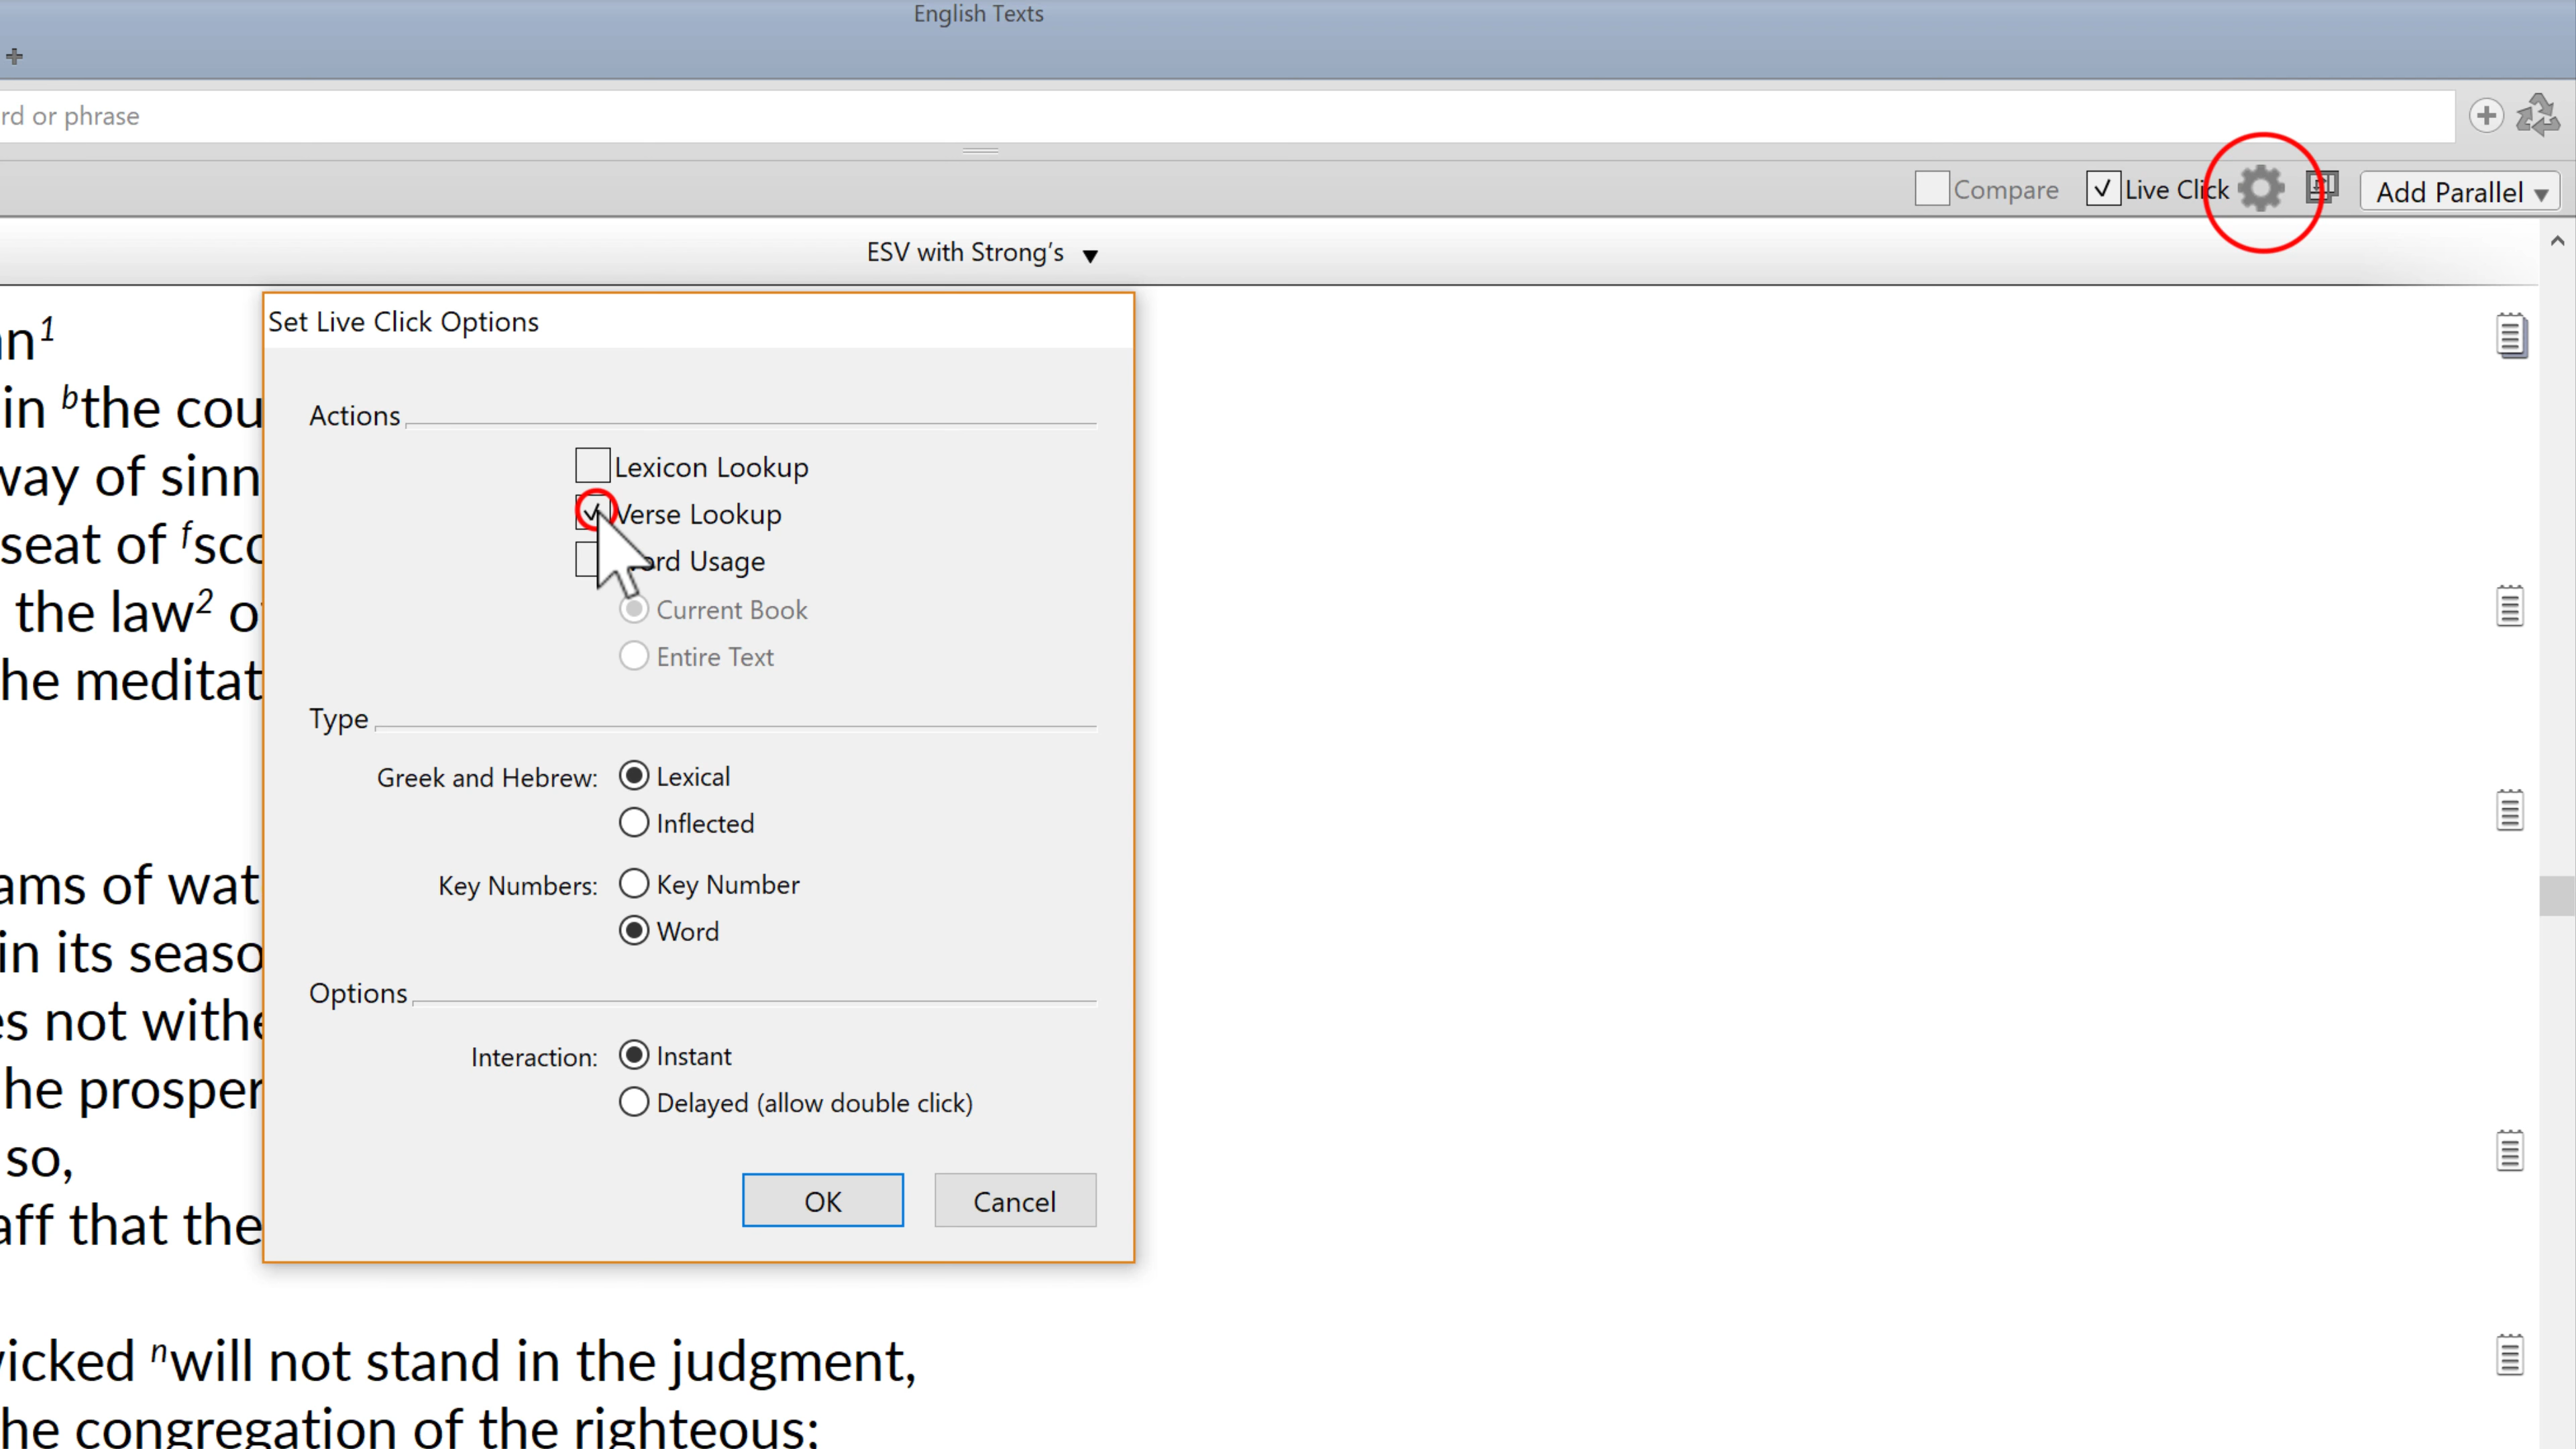 English Texts
rd or phrase
Compare
Live Click
Add Parallel
ESV with Strong's
Set Live Click Options
n¹
in ᵇthe cou
Actions
Lexicon Lookup
way of sinn
Verse Lookup
seat of ᶠsco
ord Usage
the law² o
Current Book
Entire Text
he meditat
Type
Greek and Hebrew:
Lexical
Inflected
ams of wat
Key Numbers:
Key Number
Word
in its seaso
Options
es not withe
Interaction:
Instant
he prosper
Delayed (allow double click)
so,
OK
Cancel
aff that the
icked ⁿwill not stand in the judgment,
he congregation of the righteous;